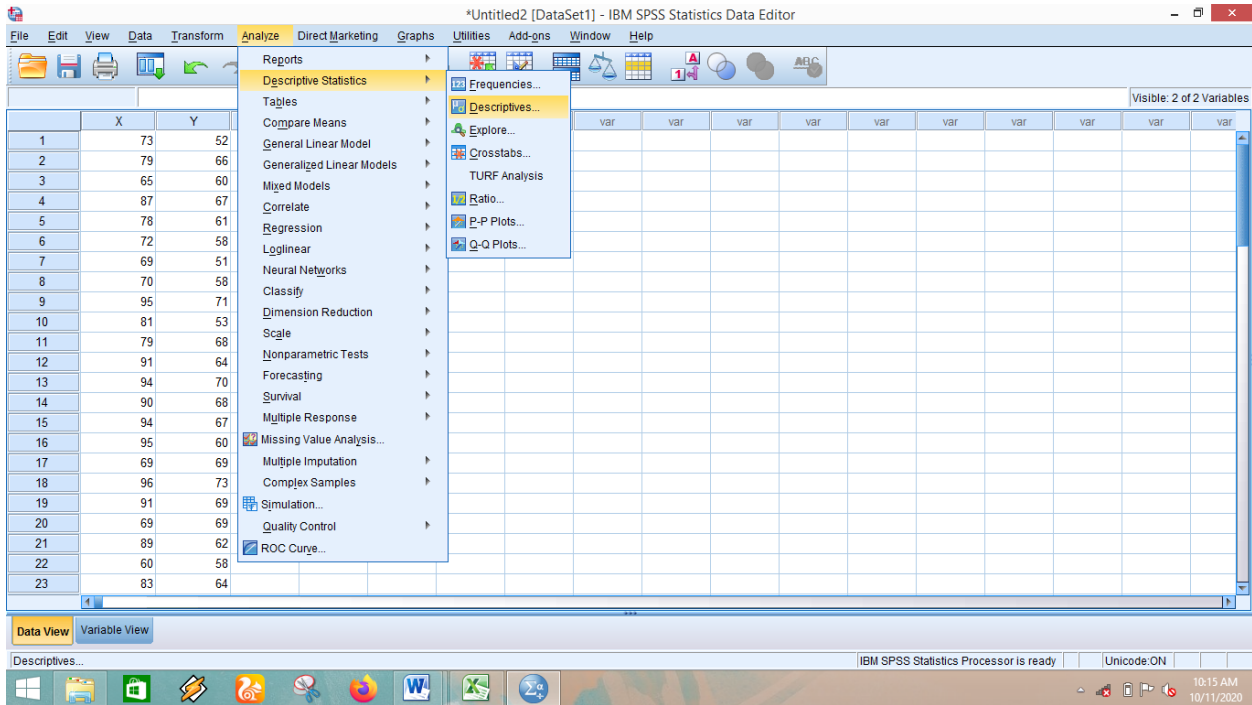 *Untitled2 [DataSet1] - IBM SPSS Statistics Data Editor
File Edit View Data Transform Analyze Direct Marketing Graphs Utilities Add-ons Window Help
Visible: 2 of 2 Variables
Reports
Descriptive Statistics
Tables
Compare Means
General Linear Model
Generalized Linear Models
Mixed Models
Correlate
Regression
Loglinear
Neural Networks
Classify
Dimension Reduction
Scale
Nonparametric Tests
Forecasting
Survival
Multiple Response
Missing Value Analysis...
Multiple Imputation
Complex Samples
Simulation...
Quality Control
ROC Curve...
Frequencies...
Descriptives...
Explore...
Crosstabs...
TURF Analysis
Ratio...
P-P Plots...
Q-Q Plots...
X Y var var var var var var var var var var
1 73 52
2 79 66
3 65 60
4 87 67
5 78 61
6 72 58
7 69 51
8 70 58
9 95 71
10 81 53
11 79 68
12 91 64
13 94 70
14 90 68
15 94 67
16 95 60
17 69 69
18 96 73
19 91 69
20 69 69
21 89 62
22 60 58
23 83 64
Data View Variable View
Descriptives... IBM SPSS Statistics Processor is ready Unicode:ON
10:15 AM
10/11/2020